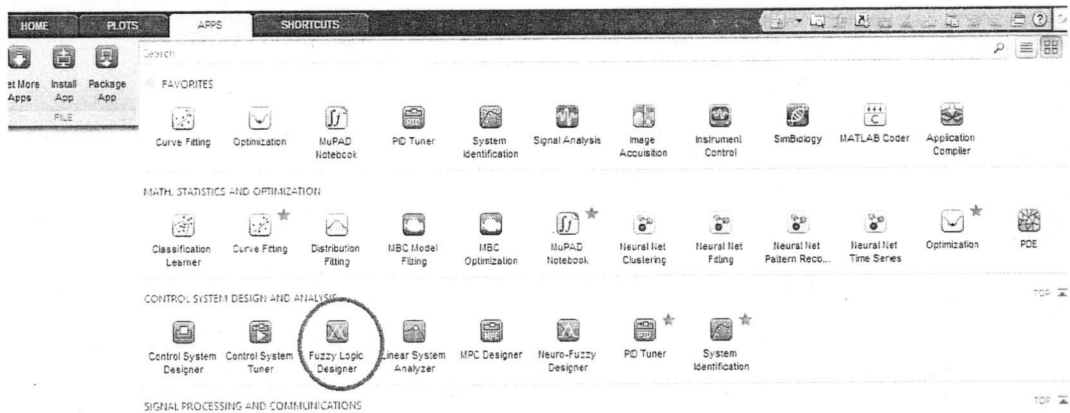 HOME PLOTS APPS SHORTCUTS
Search
et More Install Package
Apps App App
FILE
FAVORITES
Curve Fitting Optimization MuPAD PID Tuner System Signal Analysis Image Instrument SimBiology MATLAB Coder Application
Notebook Identification Acquisition Control Compiler
MATH, STATISTICS AND OPTIMIZATION
Classification Curve Fitting Distribution MBC Model MBC MuPAD Neural Net Neural Net Neural Net Neural Net Optimization PDE
Learner Fitting Fitting Optimization Notebook Clustering Fitting Pattern Reco... Time Series
CONTROL SYSTEM DESIGN AND ANALYSIS TOP
Control System Control System Fuzzy Logic Linear System MPC Designer Neuro-Fuzzy PID Tuner System
Designer Tuner Designer Analyzer Designer Identification
SIGNAL PROCESSING AND COMMUNICATIONS TOP